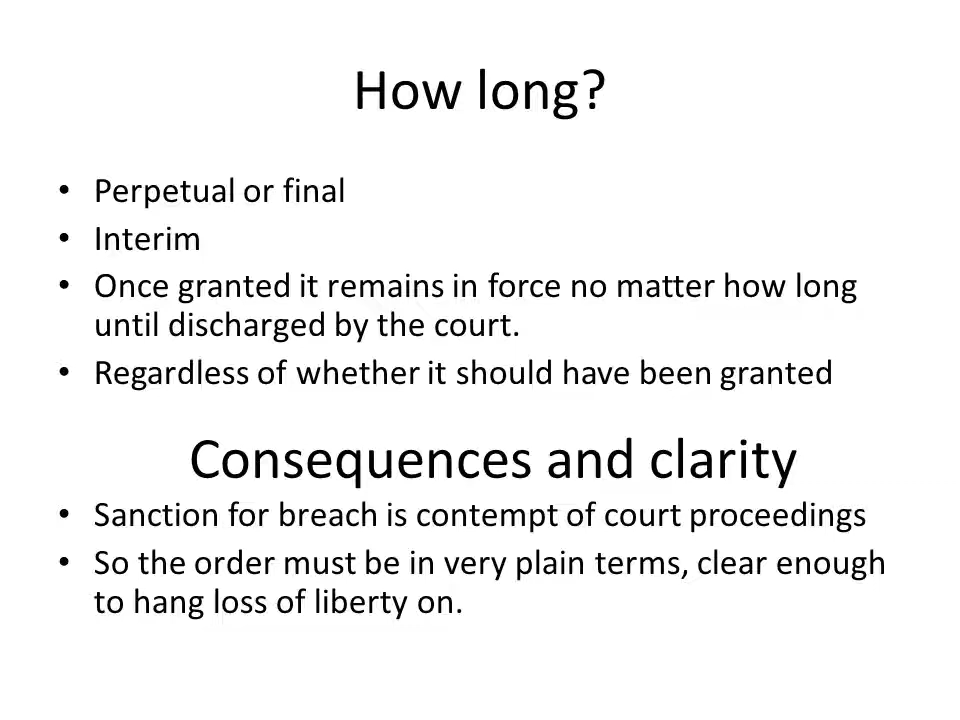 How long?
• Perpetual or final
• Interim
• Once granted it remains in force no matter how long
until discharged by the court.
• Regardless of whether it should have been granted
Consequences and clarity
• Sanction for breach is contempt of court proceedings
• So the order must be in very plain terms, clear enough
to hang loss of liberty on.